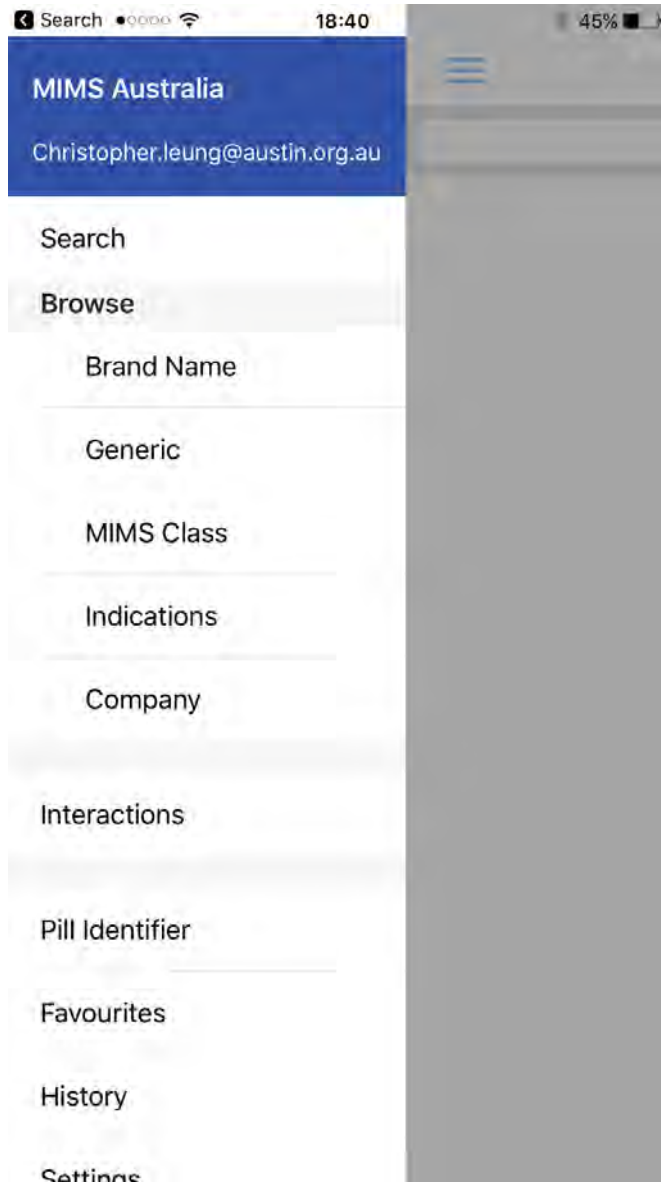 Search 18:40 45%
MIMS Australia
Christopher.leung@austin.org.au
Search
Browse
Brand Name
Generic
MIMS Class
Indications
Company
Interactions
Pill Identifier
Favourites
History
Settings